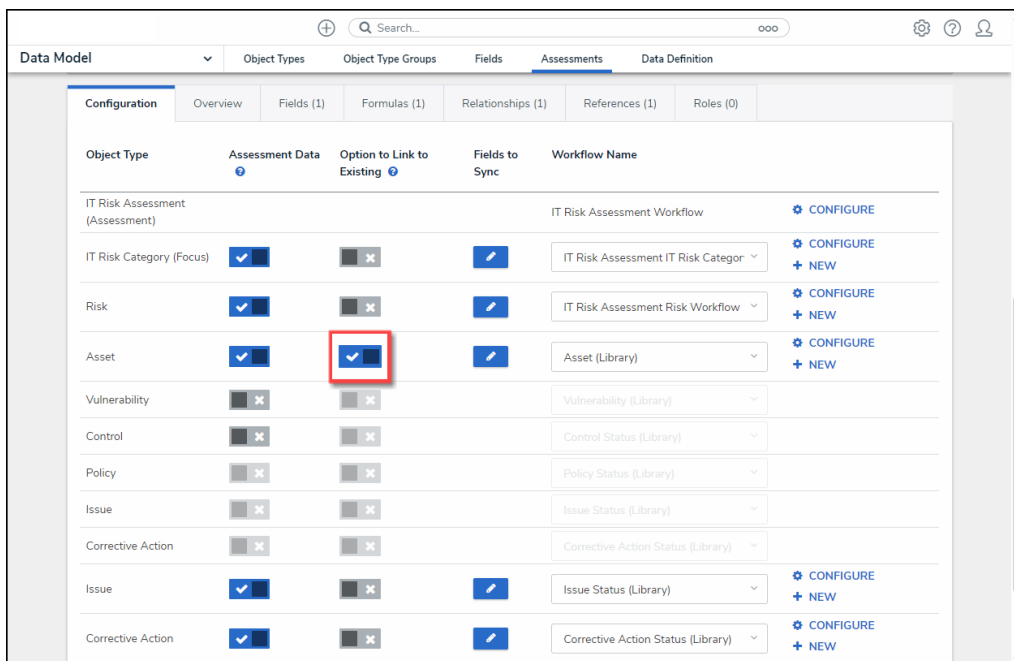 Search...
Data Model
Object Types
Object Type Groups
Fields
Assessments
Data Definition
Configuration
Overview
Fields (1)
Formulas (1)
Relationships (1)
References (1)
Roles (0)
Object Type
Assessment Data
Option to Link to
Existing
Fields to
Sync
Workflow Name
IT Risk Assessment
(Assessment)
IT Risk Assessment Workflow
CONFIGURE
IT Risk Category (Focus)
IT Risk Assessment IT Risk Categor
CONFIGURE
+ NEW
Risk
IT Risk Assessment Risk Workflow
CONFIGURE
+ NEW
Asset
Asset (Library)
CONFIGURE
+ NEW
Vulnerability
Vulnerability (Library)
Control
Control Status (Library)
Policy
Policy Status (Library)
Issue
Issue Status (Library)
Corrective Action
Corrective Action Status (Library)
Issue
Issue Status (Library)
CONFIGURE
+ NEW
Corrective Action
Corrective Action Status (Library)
CONFIGURE
+ NEW